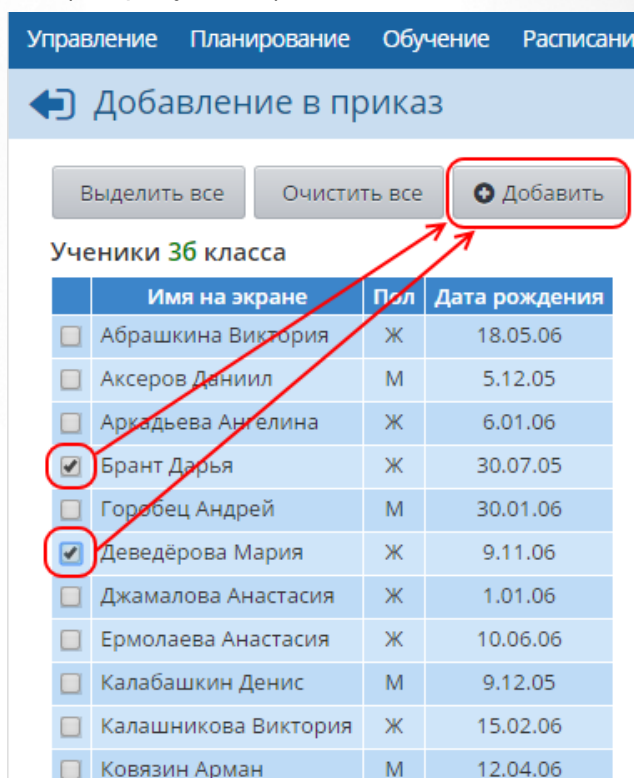 Управление Планирование Обучение Расписани
Добавление в приказ
Выделить все Очистить все Добавить
Ученики 3б класса
Имя на экране Пол Дата рождения
Абрашкина Виктория Ж 18.05.06
Аксеров Даниил М 5.12.05
Аркадьева Ангелина Ж 6.01.06
Брант Дарья Ж 30.07.05
Горобец Андрей М 30.01.06
Деведёрова Мария Ж 9.11.06
Джамалова Анастасия Ж 1.01.06
Ермолаева Анастасия Ж 10.06.06
Калабашкин Денис М 9.12.05
Калашникова Виктория Ж 15.02.06
Ковязин Арман М 12.04.06